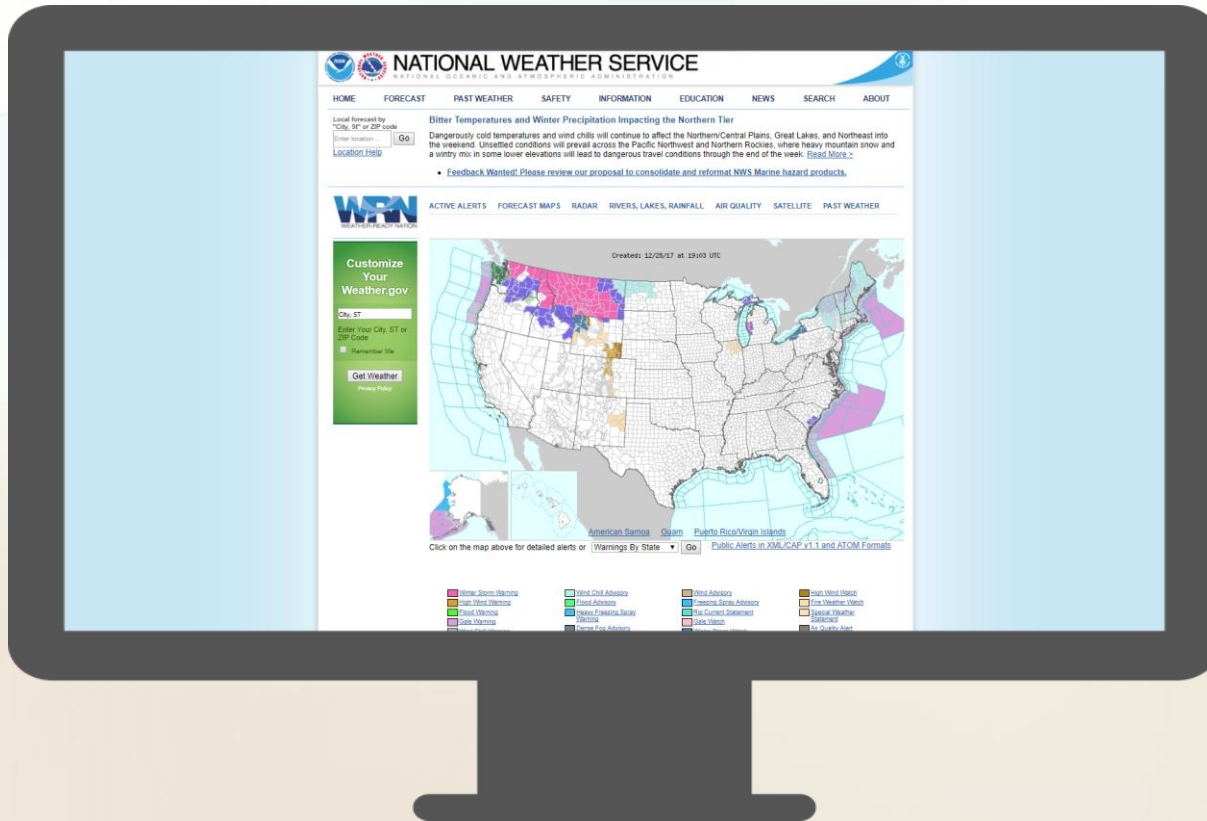 NATIONAL WEATHER SERVICE
NATIONAL OCEANIC AND ATMOSPHERIC ADMINISTRATION
HOME FORECAST PAST WEATHER SAFETY INFORMATION EDUCATION NEWS SEARCH ABOUT
Local forecast by
"City, St" or ZIP code
Enter location ... Go
Location Help
Bitter Temperatures and Winter Precipitation Impacting the Northern Tier
Dangerously cold temperatures and wind chills will continue to affect the Northern/Central Plains, Great Lakes, and Northeast into
the weekend. Unsettled conditions will prevail across the Pacific Northwest and Northern Rockies, where heavy mountain snow and
a wintry mix in some lower elevations will lead to dangerous travel conditions through the end of the week. Read More >
Feedback Wanted! Please review our proposal to consolidate and reformat NWS Marine hazard products.
WRN
WEATHER-READY NATION
ACTIVE ALERTS FORECAST MAPS RADAR RIVERS, LAKES, RAINFALL AIR QUALITY SATELLITE PAST WEATHER
Customize
Your
Weather.gov
City, ST
Enter Your City, ST or
ZIP Code
Remember Me
Get Weather
Privacy Policy
Created: 12/28/17 at 19:03 UTC
American Samoa Guam Puerto Rico/Virgin Islands
Click on the map above for detailed alerts or Warnings By State Go Public Alerts in XML/CAP v1.1 and ATOM Formats
Winter Storm Warning Wind Chill Advisory Wind Advisory High Wind Watch
High Wind Warning Flood Advisory Freezing Spray Advisory Fire Weather Watch
Flood Warning Heavy Freezing Spray Warning Rip Current Statement Special Weather Statement
Gale Warning Dense Fog Advisory Gale Watch Air Quality Alert